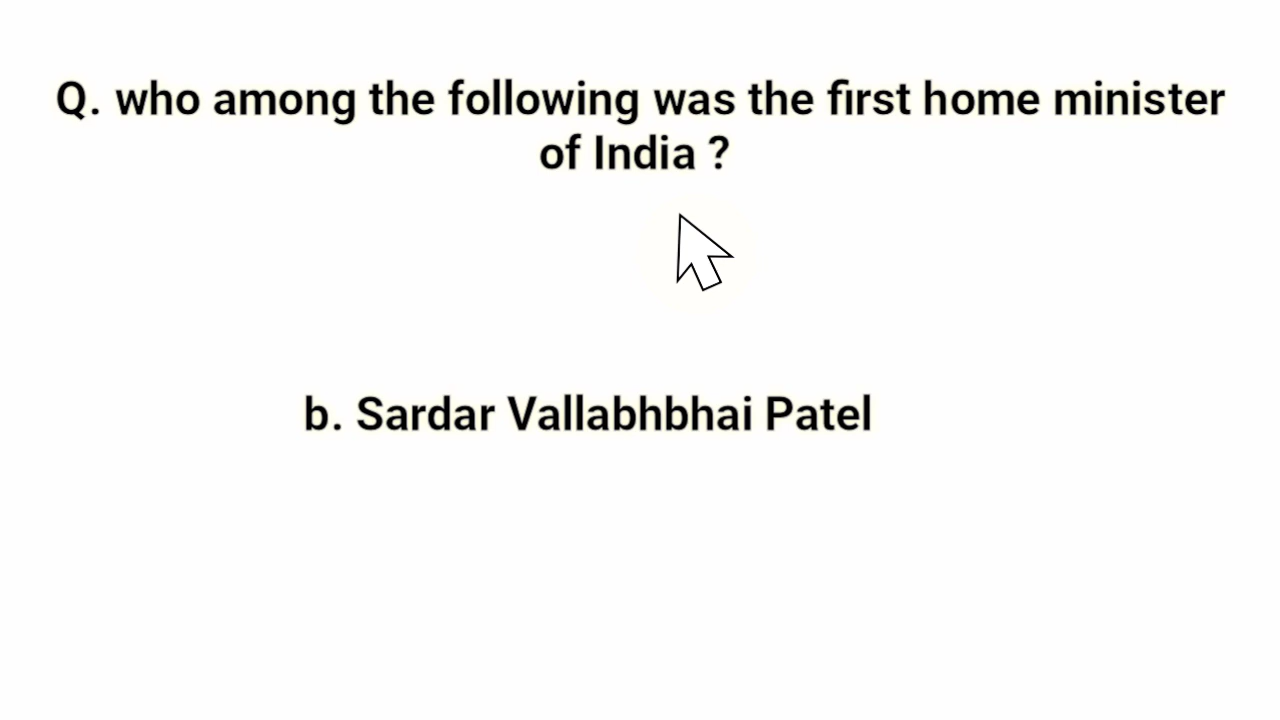 Q. who among the following was the first home minister
of India ?
b. Sardar Vallabhbhai Patel